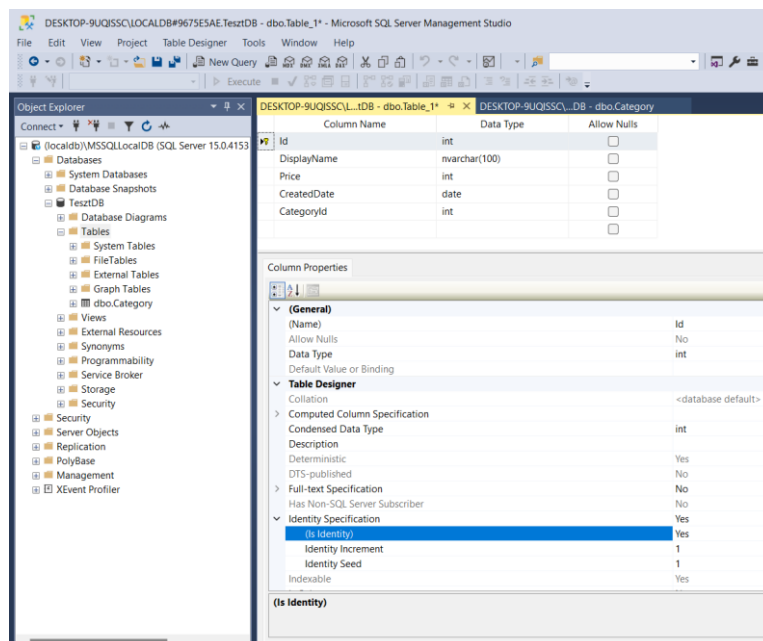 DESKTOP-9UQISSC\LOCALDB#9675E5AE.TesztDB - dbo.Table_1* - Microsoft SQL Server Management Studio
File Edit View Project Table Designer Tools Window Help
New Query
Execute
Object Explorer
Connect
(localdb)\MSSQLLocalDB (SQL Server 15.0.4153
Databases
System Databases
Database Snapshots
TesztDB
Database Diagrams
Tables
System Tables
FileTables
External Tables
Graph Tables
dbo.Category
Views
External Resources
Synonyms
Programmability
Service Broker
Storage
Security
Security
Server Objects
Replication
PolyBase
Management
XEvent Profiler
DESKTOP-9UQISSC\L...tDB - dbo.Table_1* DESKTOP-9UQISSC\...DB - dbo.Category
Column Name Data Type Allow Nulls
Id int
DisplayName nvarchar(100)
Price int
CreatedDate date
CategoryId int
Column Properties
(General)
(Name) Id
Allow Nulls No
Data Type int
Default Value or Binding
Table Designer
Collation <database default>
Computed Column Specification
Condensed Data Type int
Description
Deterministic Yes
DTS-published No
Full-text Specification No
Has Non-SQL Server Subscriber No
Identity Specification Yes
(Is Identity) Yes
Identity Increment 1
Identity Seed 1
Indexable Yes
(Is Identity)